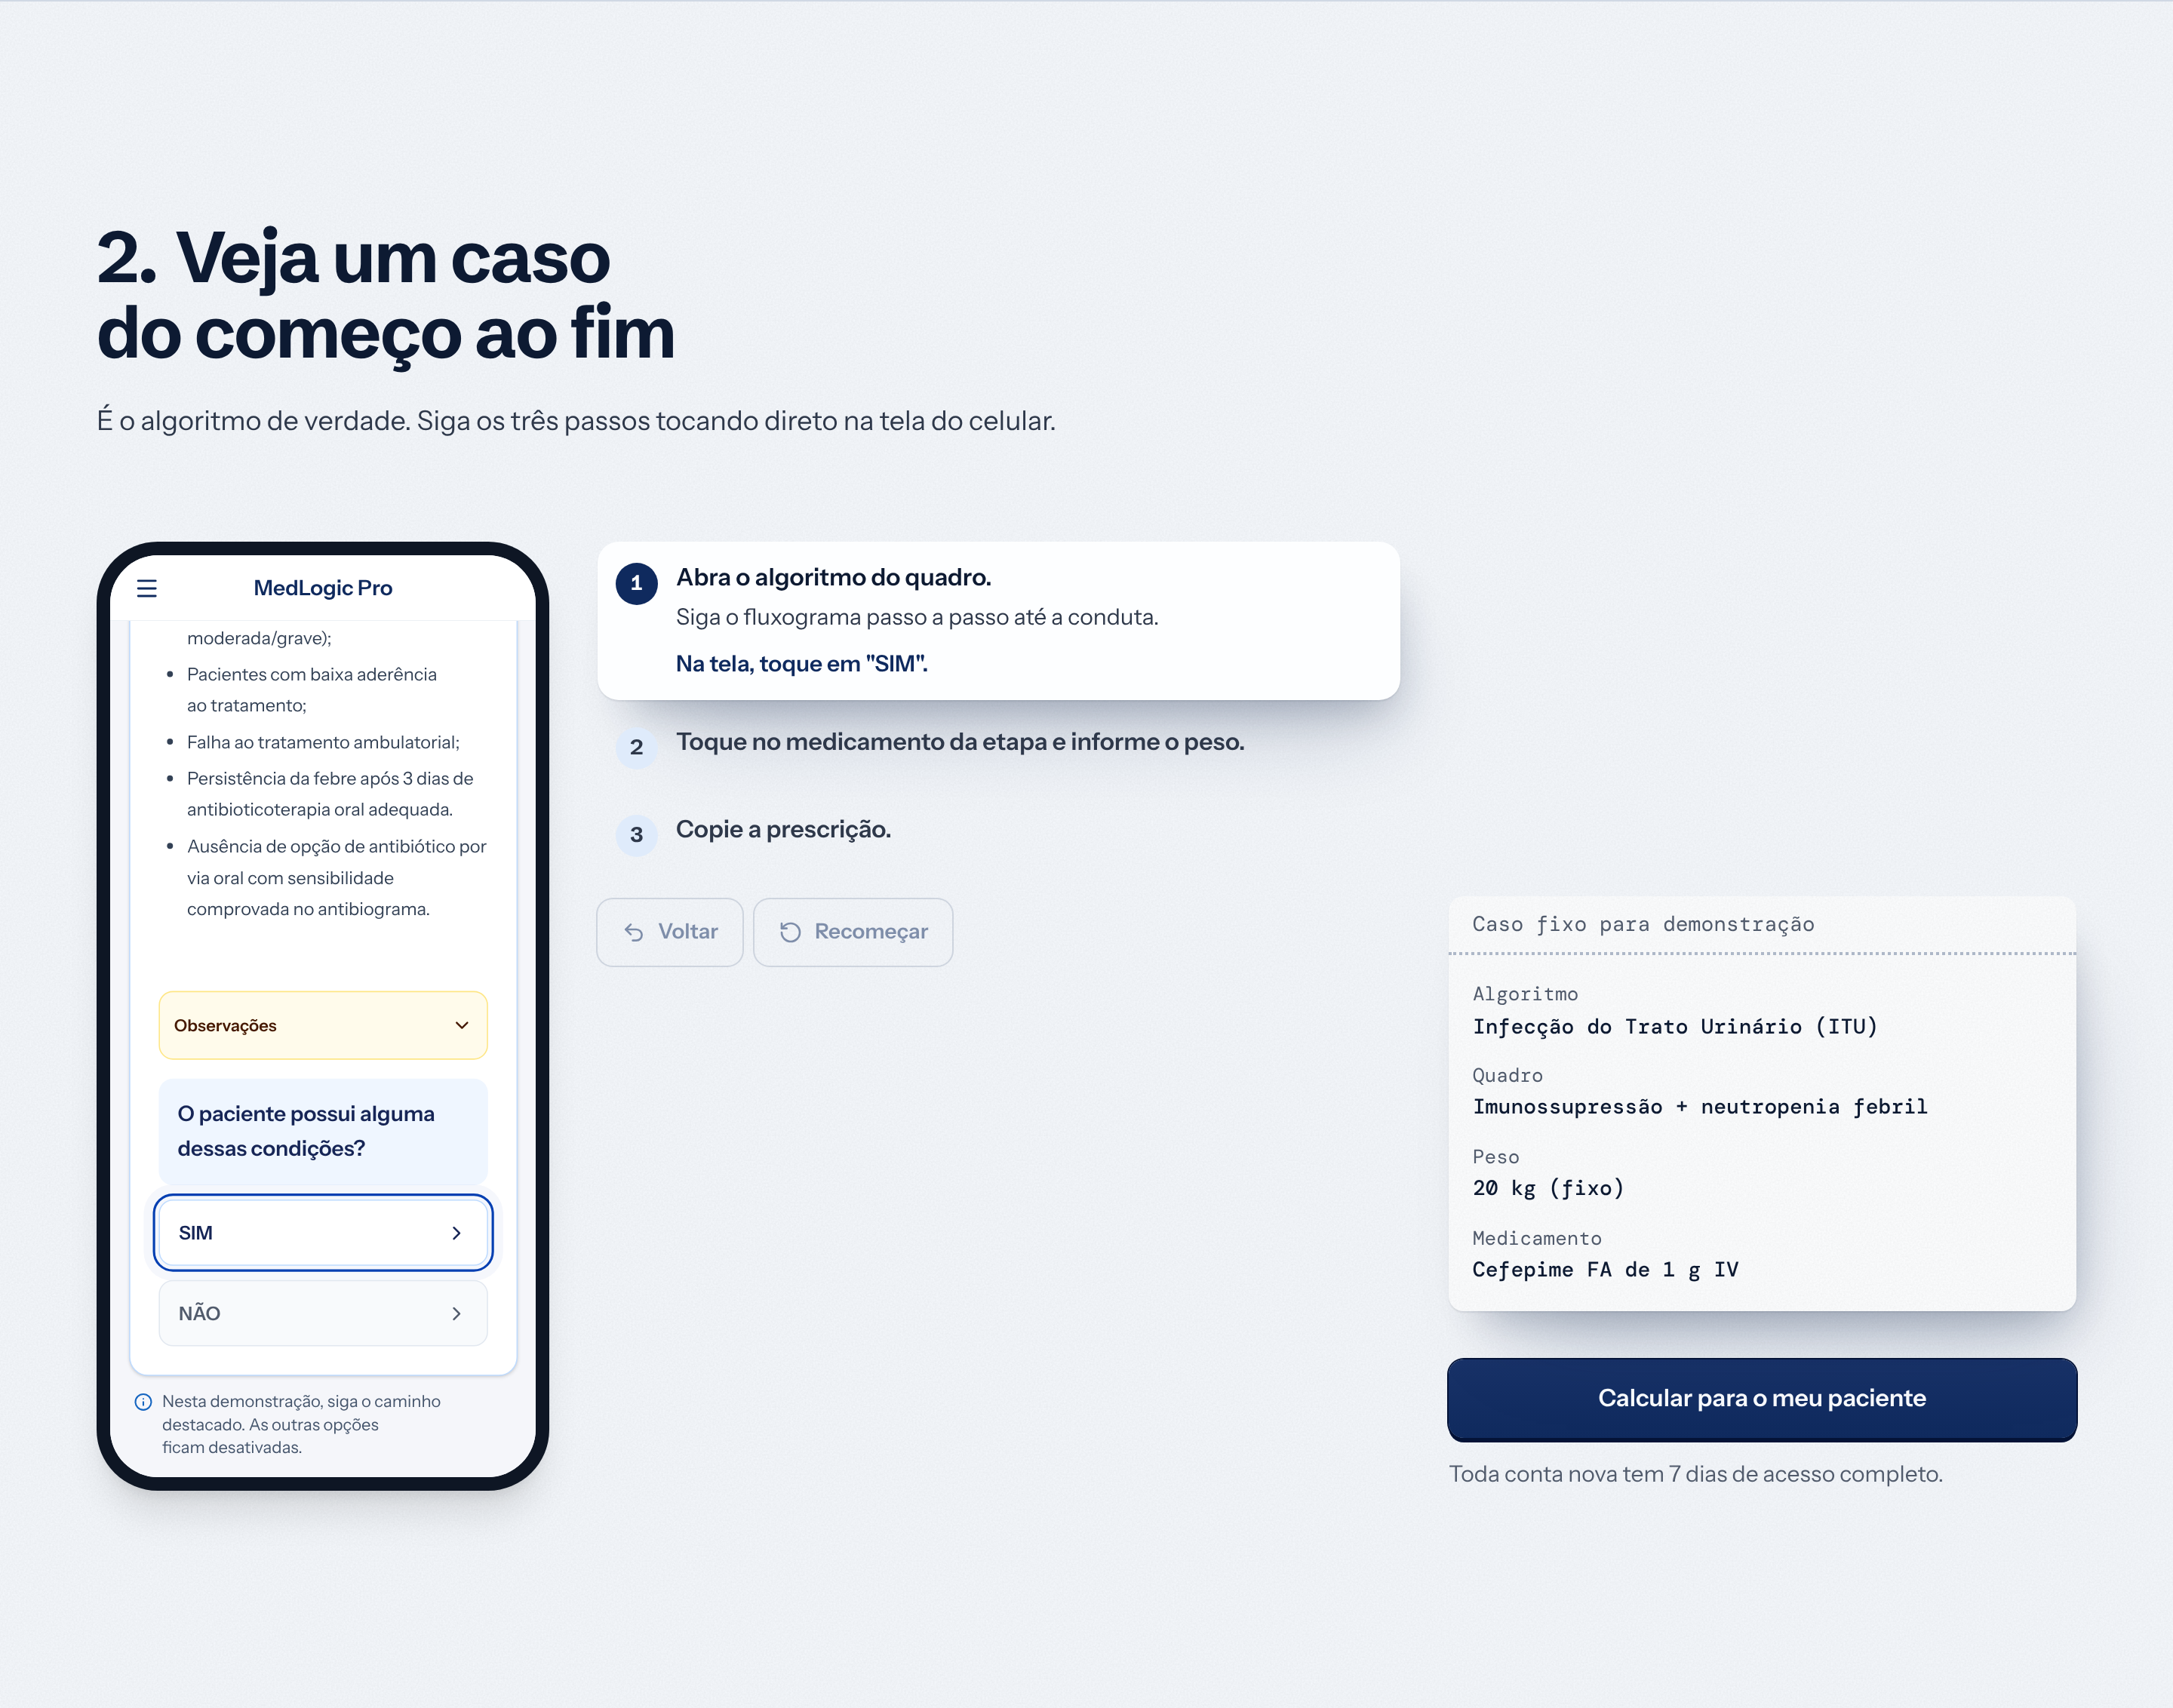 2. Veja um caso
do começo ao fim
É o algoritmo de verdade. Siga os três passos tocando direto na tela do celular.
MedLogic Pro
moderada/grave);
• Pacientes com baixa aderência
ao tratamento;
• Falha ao tratamento ambulatorial;
• Persistência da febre após 3 dias de
antibioticoterapia oral adequada.
• Ausência de opção de antibiótico por
via oral com sensibilidade
comprovada no antibiograma.
Observações
O paciente possui alguma
dessas condições?
SIM
NÃO
Nesta demonstração, siga o caminho
destacado. As outras opções
ficam desativadas.
1 Abra o algoritmo do quadro.
Siga o fluxograma passo a passo até a conduta.
Na tela, toque em "SIM".
2 Toque no medicamento da etapa e informe o peso.
3 Copie a prescrição.
Voltar
Recomeçar
Caso fixo para demonstração
Algoritmo
Infecção do Trato Urinário (ITU)
Quadro
Imunossupressão + neutropenia febril
Peso
20 kg (fixo)
Medicamento
Cefepime FA de 1 g IV
Calcular para o meu paciente
Toda conta nova tem 7 dias de acesso completo.